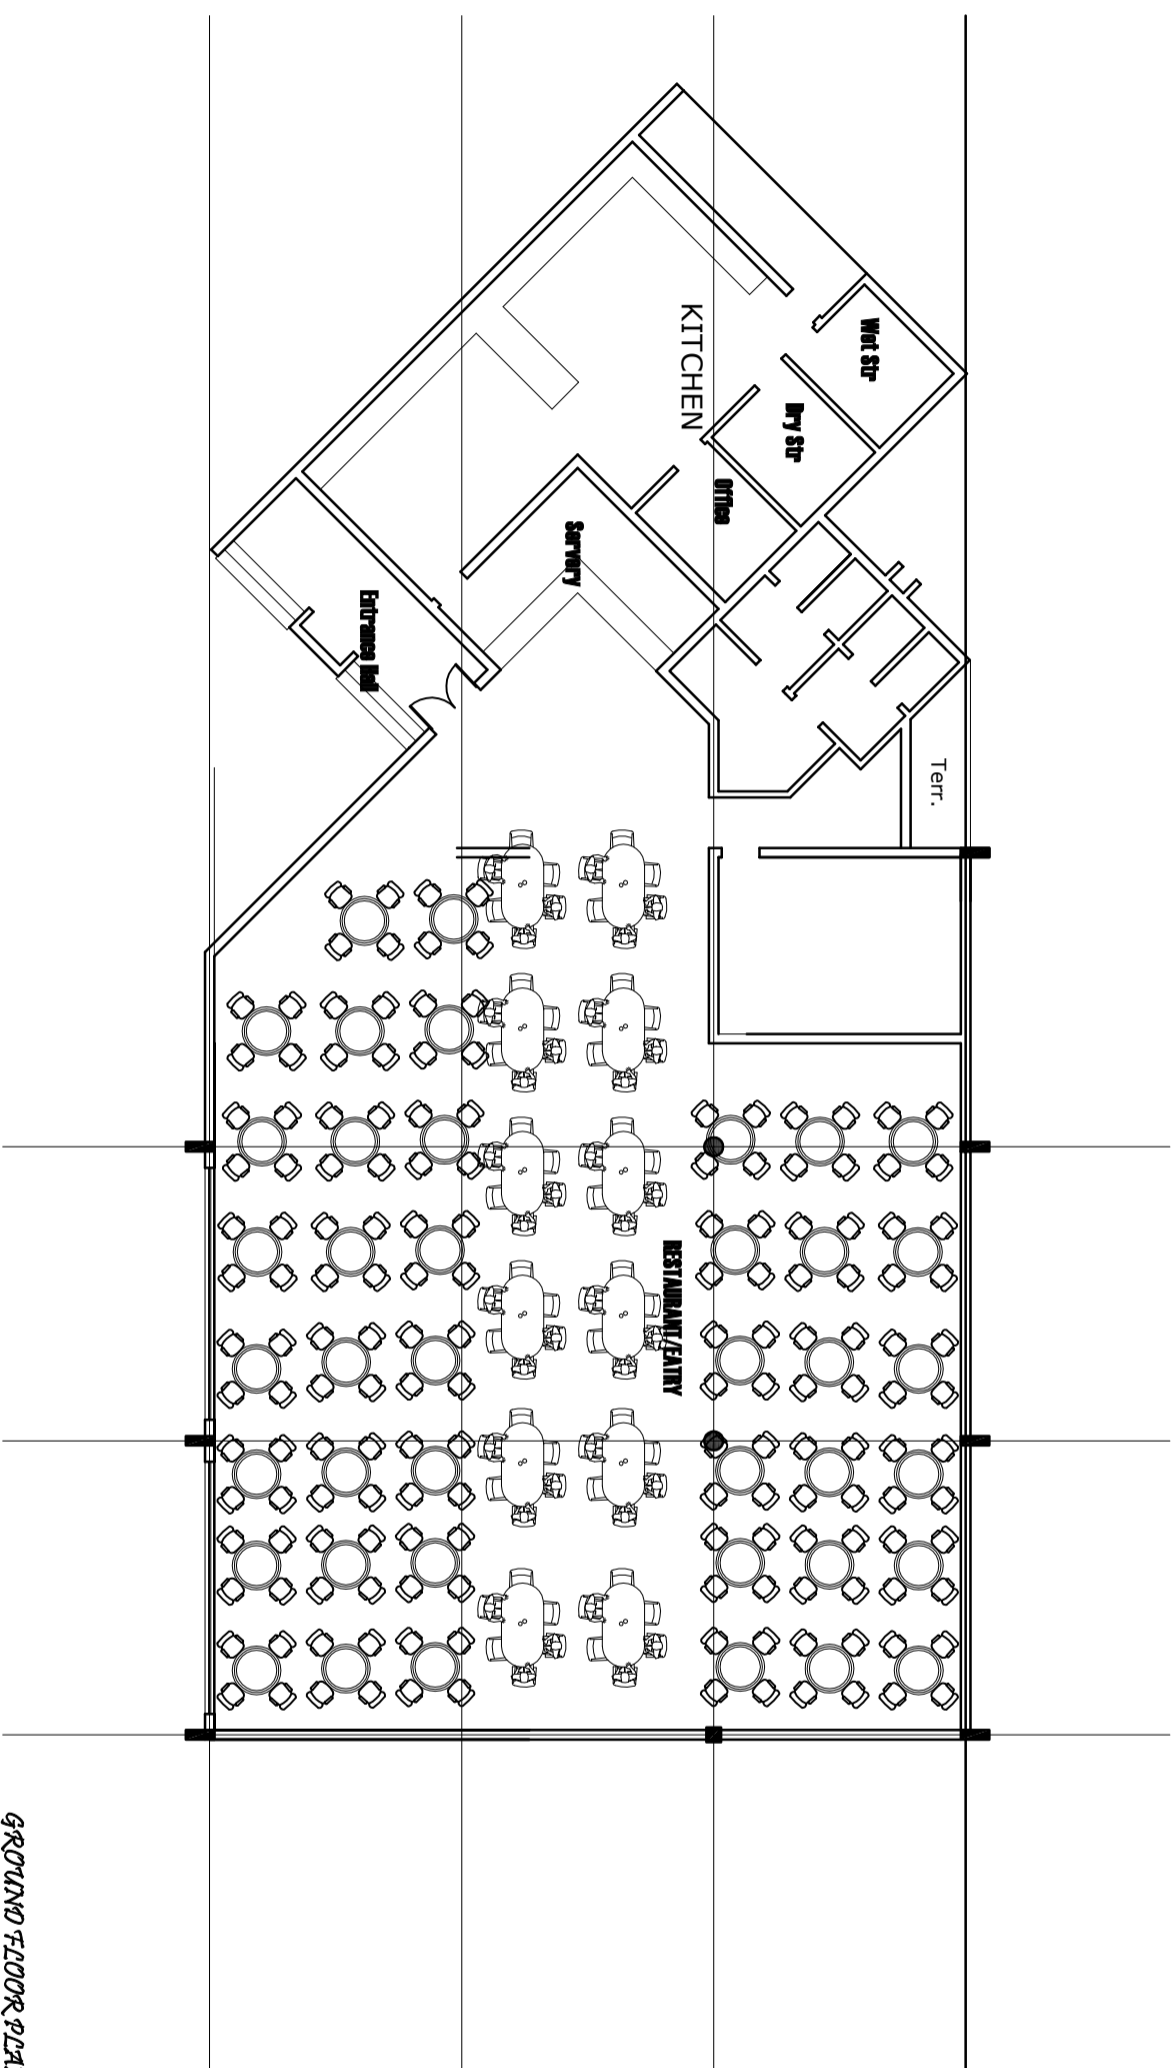 Wet Str
KITCHEN
Dry Str
Office
Servery
Entrance Hall
Terr.
RESTAURANT/EATRY
GROUND FLOOR PLA